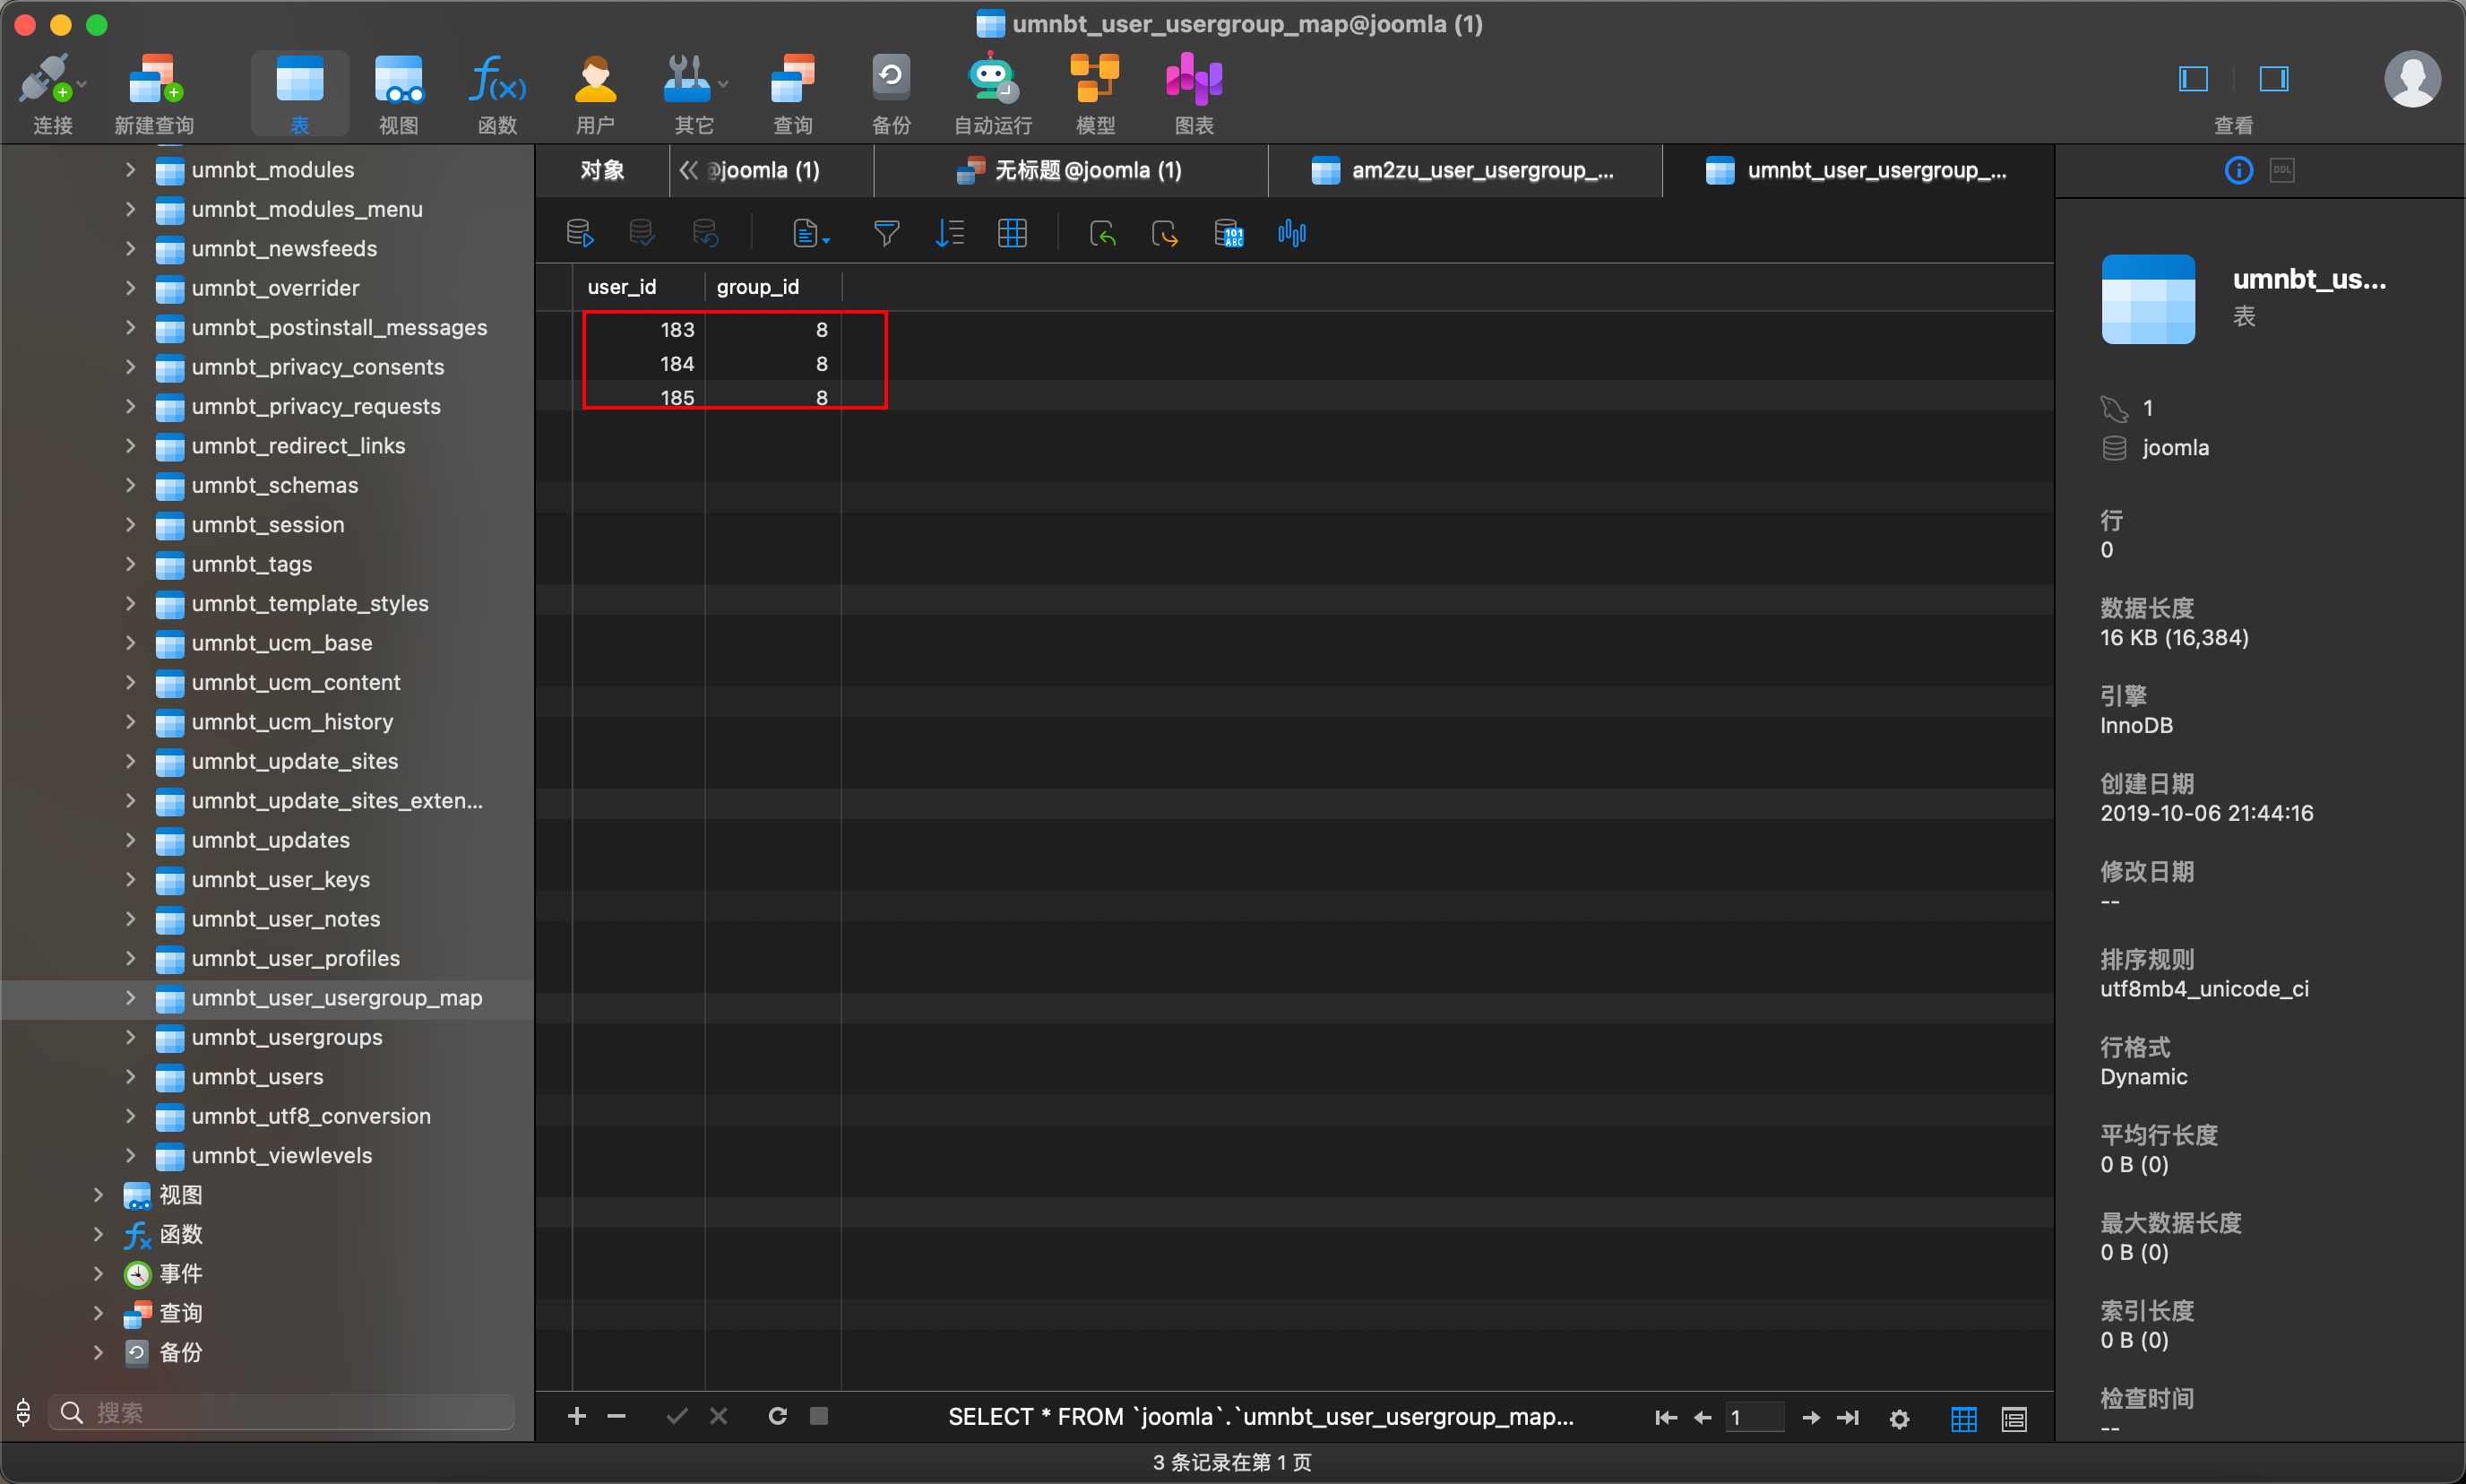 umnbt_user_usergroup_map@joomla (1)
连接
新建查询
表
视图
函数
用户
其它
查询
备份
自动运行
模型
图表
查看
umnbt_modules
umnbt_modules_menu
umnbt_newsfeeds
umnbt_overrider
umnbt_postinstall_messages
umnbt_privacy_consents
umnbt_privacy_requests
umnbt_redirect_links
umnbt_schemas
umnbt_session
umnbt_tags
umnbt_template_styles
umnbt_ucm_base
umnbt_ucm_content
umnbt_ucm_history
umnbt_update_sites
umnbt_update_sites_exten...
umnbt_updates
umnbt_user_keys
umnbt_user_notes
umnbt_user_profiles
umnbt_user_usergroup_map
umnbt_usergroups
umnbt_users
umnbt_utf8_conversion
umnbt_viewlevels
视图
函数
事件
查询
备份
搜索
对象
@joomla (1)
无标题 @joomla (1)
am2zu_user_usergroup_...
umnbt_user_usergroup_...
user_id group_id
183 8
184 8
185 8
SELECT * FROM `joomla`.`umnbt_user_usergroup_map...
1
DDL
umnbt_us...
表
1
joomla
行
0
数据长度
16 KB (16,384)
引擎
InnoDB
创建日期
2019-10-06 21:44:16
修改日期
--
排序规则
utf8mb4_unicode_ci
行格式
Dynamic
平均行长度
0 B (0)
最大数据长度
0 B (0)
索引长度
0 B (0)
检查时间
--
3 条记录在第 1 页